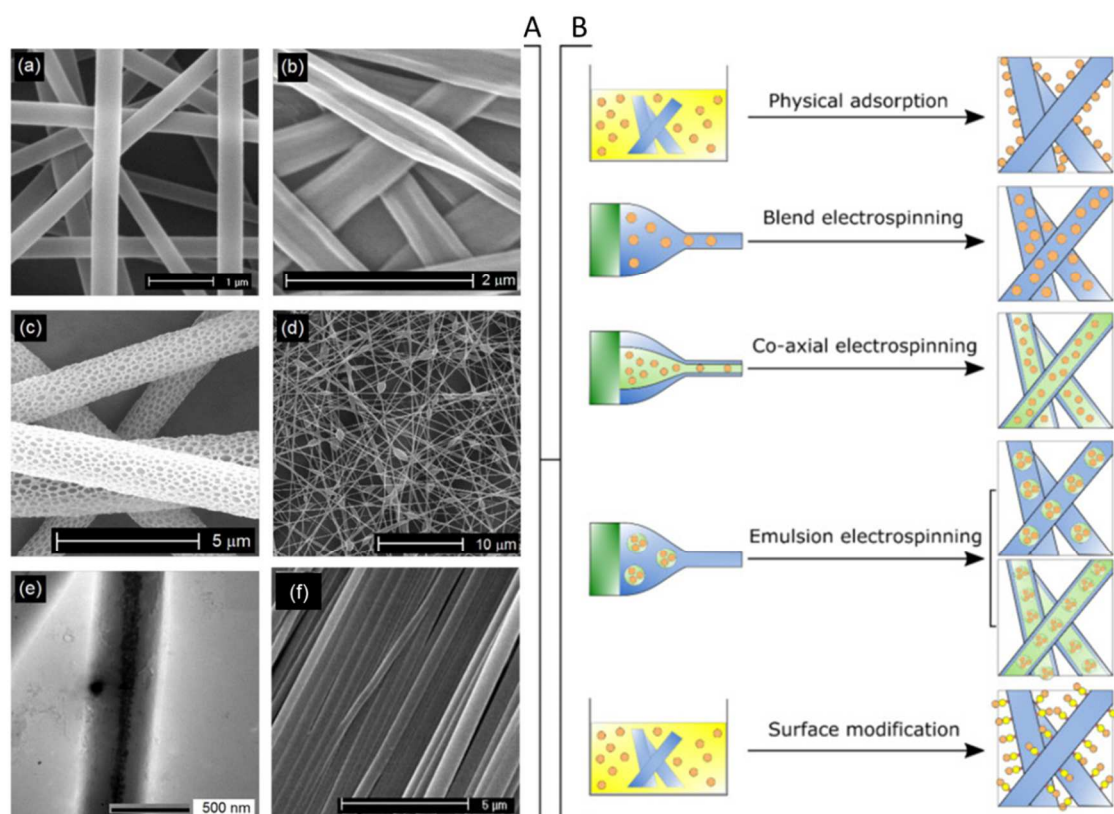 A B
(a)
1 μm
(b)
2 μm
(c)
5 μm
(d)
10 μm
(e)
500 nm
(f)
5 μm
Physical adsorption
Blend electrospinning
Co-axial electrospinning
Emulsion electrospinning
Surface modification